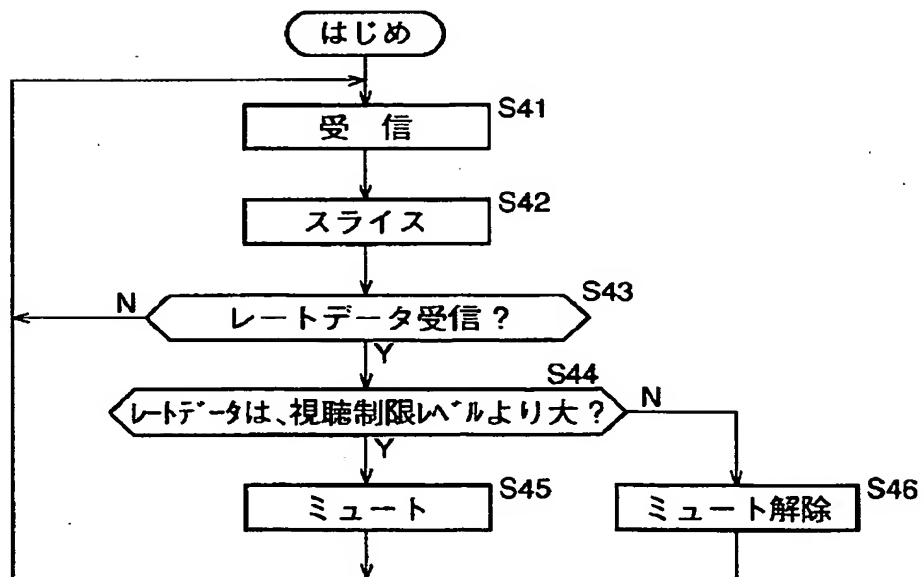 はじめ
受 信
S41
スライス
S42
レートデータ受信?
S43
N
Y
レートデータは、視聴制限レベルより大?
S44
N
Y
ミュート
S45
ミュート解除
S46